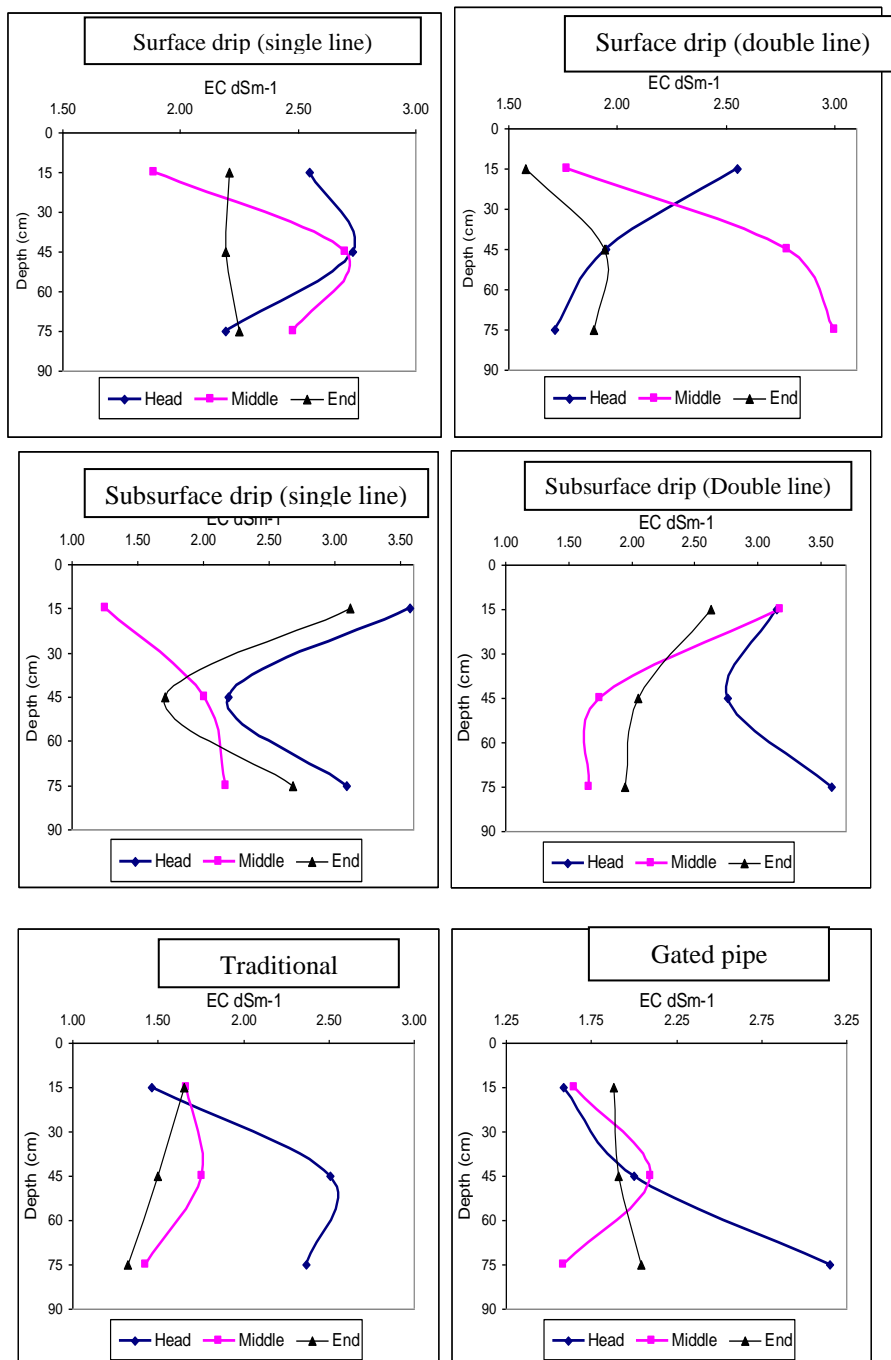 Surface drip (single line)
EC dSm-1
1.50 2.00 2.50 3.00
0
15
30
45
60
75
90
Depth (cm)
Head Middle End
Surface drip (double line)
EC dSm-1
1.50 2.00 2.50 3.00
0
15
30
45
60
75
90
Depth (cm)
Head Middle End
Subsurface drip (single line)
EC dSm-1
1.00 1.50 2.00 2.50 3.00 3.50
0
15
30
45
60
75
90
Depth (cm)
Head Middle End
Subsurface drip (Double line)
EC dSm-1
1.00 1.50 2.00 2.50 3.00 3.50
0
15
30
45
60
75
90
Depth (cm)
Head Middle End
Traditional
EC dSm-1
1.00 1.50 2.00 2.50 3.00
0
15
30
45
60
75
90
Depth (cm)
Head Middle End
Gated pipe
EC dSm-1
1.25 1.75 2.25 2.75 3.25
0
15
30
45
60
75
90
Depth (cm)
Head Middle End